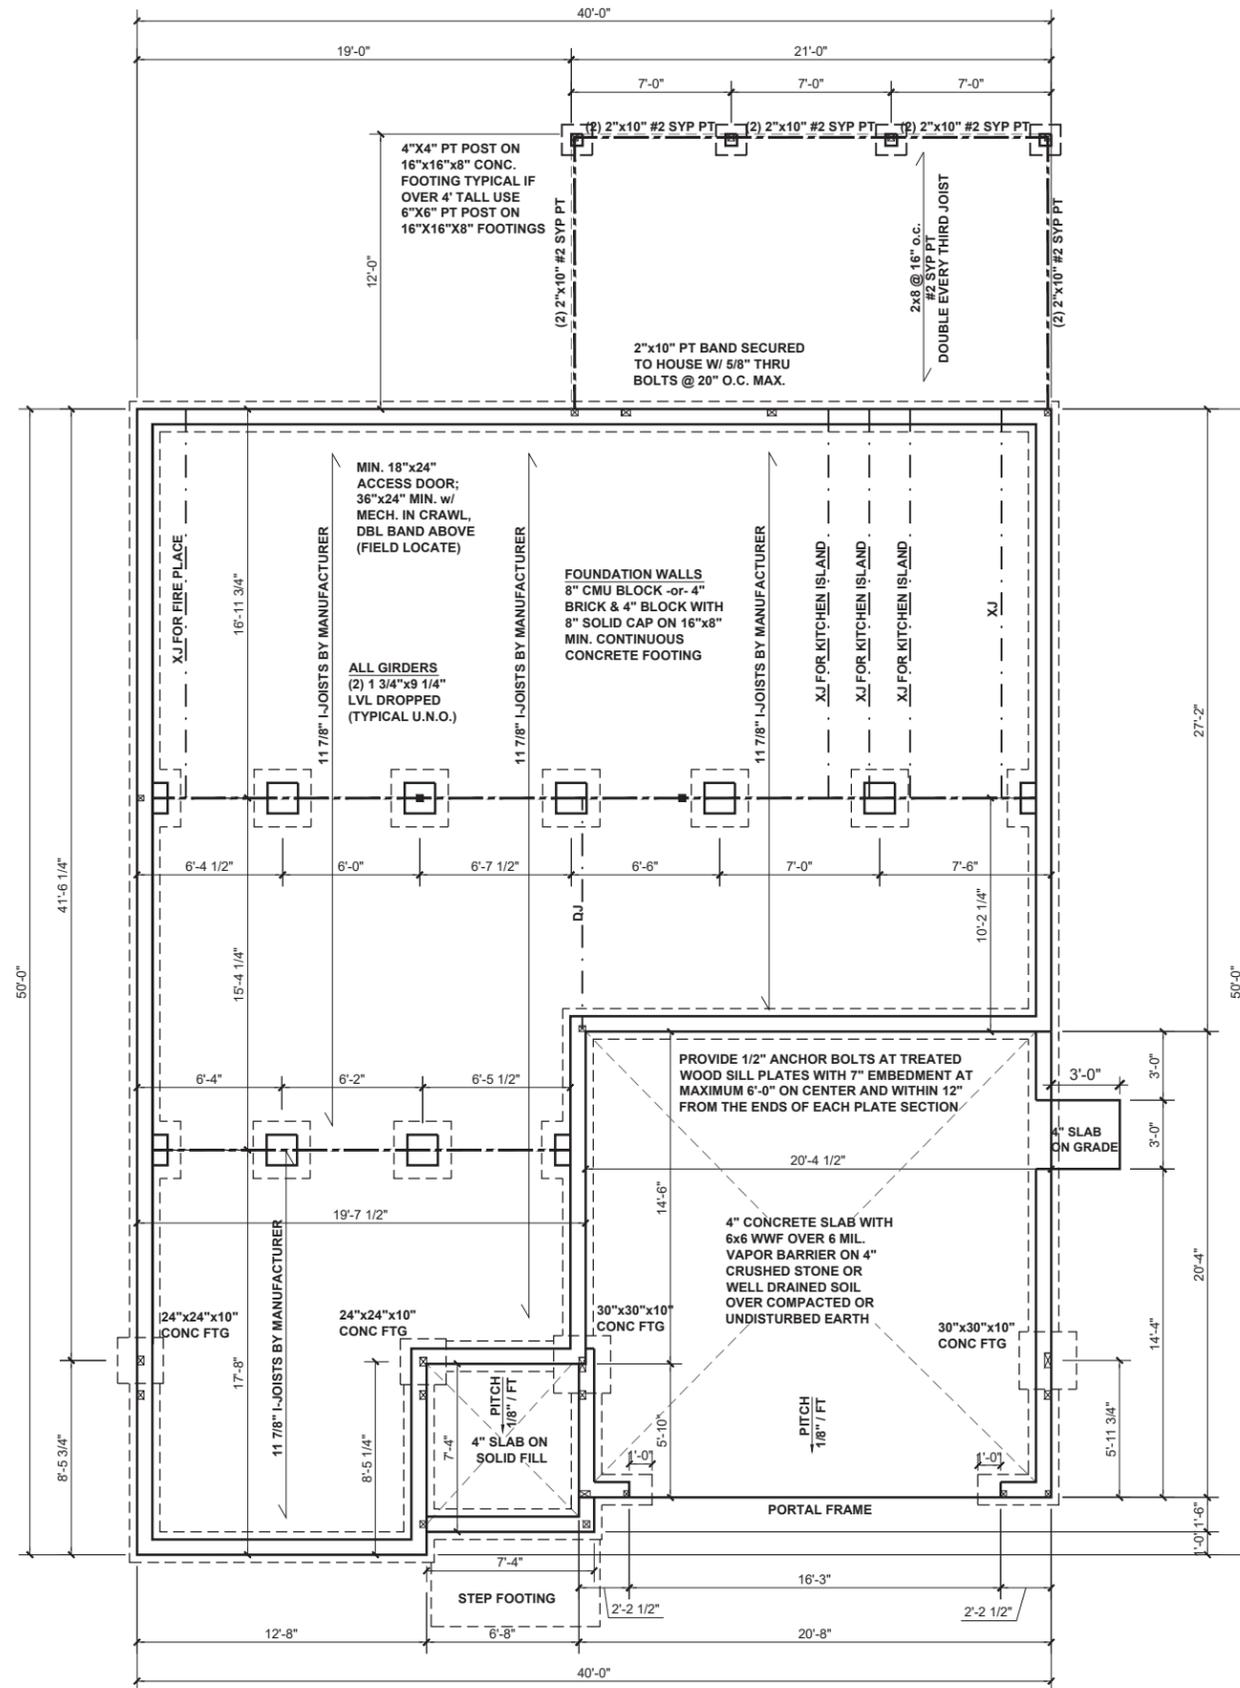 40'-0"
19'-0"
21'-0"
7'-0"
7'-0"
7'-0"
(2) 2"x10" #2 SYP PT
(2) 2"x10" #2 SYP PT
(2) 2"x10" #2 SYP PT
4"X4" PT POST ON
16"x16"x8" CONC.
FOOTING TYPICAL IF
OVER 4' TALL USE
6"X6" PT POST ON
16"X16"X8" FOOTINGS
12'-0"
(2) 2"x10" #2 SYP PT
2x8 @ 16" o.c.
#2 SYP PT
DOUBLE EVERY THIRD JOIST
(2) 2"x10" #2 SYP PT
2"x10" PT BAND SECURED
TO HOUSE W/ 5/8" THRU
BOLTS @ 20" O.C. MAX.
MIN. 18"x24"
ACCESS DOOR;
36"x24" MIN. w/
MECH. IN CRAWL,
DBL BAND ABOVE
(FIELD LOCATE)
XJ FOR FIRE PLACE
16'-11 3/4"
11 7/8" I-JOISTS BY MANUFACTURER
11 7/8" I-JOISTS BY MANUFACTURER
FOUNDATION WALLS
8" CMU BLOCK -or- 4"
BRICK & 4" BLOCK WITH
8" SOLID CAP ON 16"x8"
MIN. CONTINUOUS
CONCRETE FOOTING
11 7/8" I-JOISTS BY MANUFACTURER
XJ FOR KITCHEN ISLAND
XJ FOR KITCHEN ISLAND
XJ FOR KITCHEN ISLAND
XJ
ALL GIRDERS
(2) 1 3/4"x9 1/4"
LVL DROPPED
(TYPICAL U.N.O.)
27'-2"
6'-4 1/2"
6'-0"
6'-7 1/2"
6'-6"
7'-0"
7'-6"
41'-6 1/4"
DJ
10'-2 1/4"
15'-4 1/4"
50'-0"
50'-0"
6'-4"
6'-2"
6'-5 1/2"
PROVIDE 1/2" ANCHOR BOLTS AT TREATED
WOOD SILL PLATES WITH 7" EMBEDMENT AT
MAXIMUM 6'-0" ON CENTER AND WITHIN 12"
FROM THE ENDS OF EACH PLATE SECTION
3'-0"
3'-0"
3'-0"
4" SLAB
ON GRADE
20'-4 1/2"
14'-6"
19'-7 1/2"
4" CONCRETE SLAB WITH
6x6 WWF OVER 6 MIL.
VAPOR BARRIER ON 4"
CRUSHED STONE OR
WELL DRAINED SOIL
OVER COMPACTED OR
UNDISTURBED EARTH
20'-4"
14'-4"
24"x24"x10"
CONC FTG
11 7/8" I-JOISTS BY MANUFACTURER
24"x24"x10"
CONC FTG
30"x30"x10"
CONC FTG
30"x30"x10"
CONC FTG
17'-8"
PITCH
1/8" / FT
PITCH
1/8" / FT
8'-5 3/4"
8'-5 1/4"
7'-4"
4" SLAB ON
SOLID FILL
5'-10"
1'-0"
1'-0"
5'-11 3/4"
PORTAL FRAME
1'-6"
1'-0"
7'-4"
STEP FOOTING
16'-3"
2'-2 1/2"
2'-2 1/2"
12'-8"
6'-8"
20'-8"
40'-0"